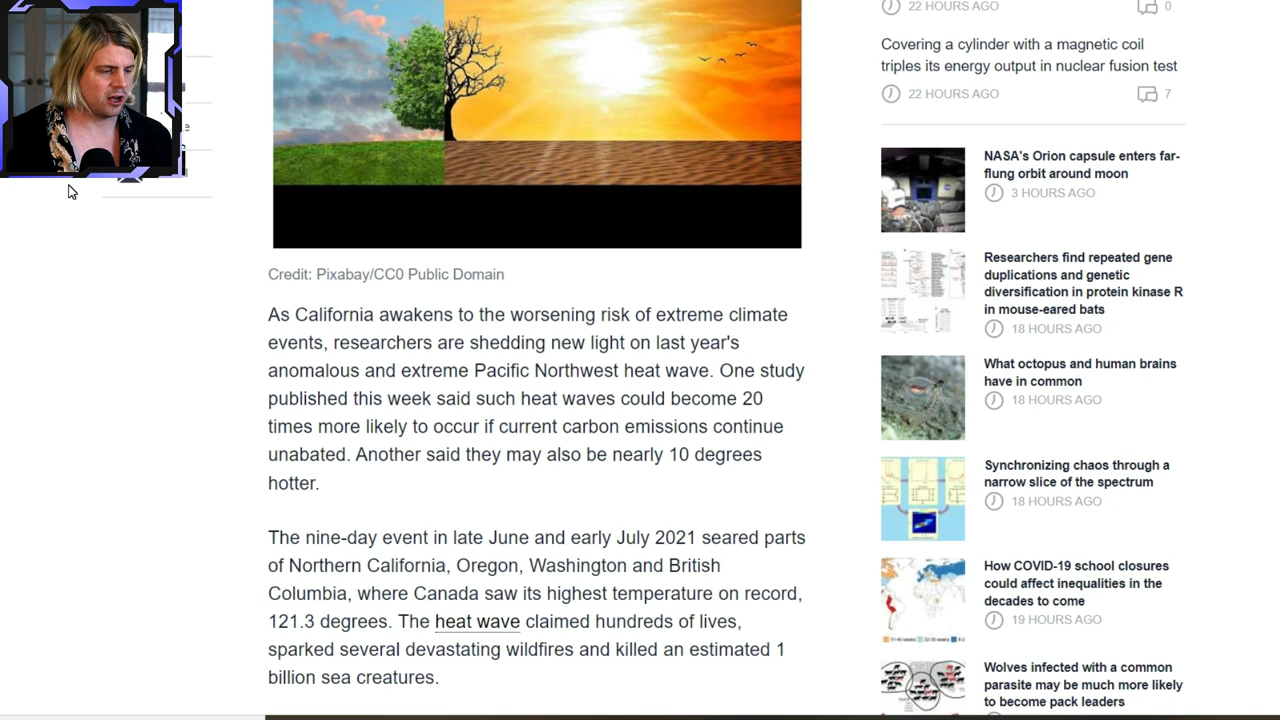 22 HOURS AGO
0
Covering a cylinder with a magnetic coil
triples its energy output in nuclear fusion test
22 HOURS AGO
7
Credit: Pixabay/CC0 Public Domain
As California awakens to the worsening risk of extreme climate
events, researchers are shedding new light on last year's
anomalous and extreme Pacific Northwest heat wave. One study
published this week said such heat waves could become 20
times more likely to occur if current carbon emissions continue
unabated. Another said they may also be nearly 10 degrees
hotter.
The nine-day event in late June and early July 2021 seared parts
of Northern California, Oregon, Washington and British
Columbia, where Canada saw its highest temperature on record,
121.3 degrees. The heat wave claimed hundreds of lives,
sparked several devastating wildfires and killed an estimated 1
billion sea creatures.
NASA's Orion capsule enters far-
flung orbit around moon
3 HOURS AGO
Researchers find repeated gene
duplications and genetic
diversification in protein kinase R
in mouse-eared bats
18 HOURS AGO
What octopus and human brains
have in common
18 HOURS AGO
Synchronizing chaos through a
narrow slice of the spectrum
18 HOURS AGO
How COVID-19 school closures
could affect inequalities in the
decades to come
19 HOURS AGO
Wolves infected with a common
parasite may be much more likely
to become pack leaders